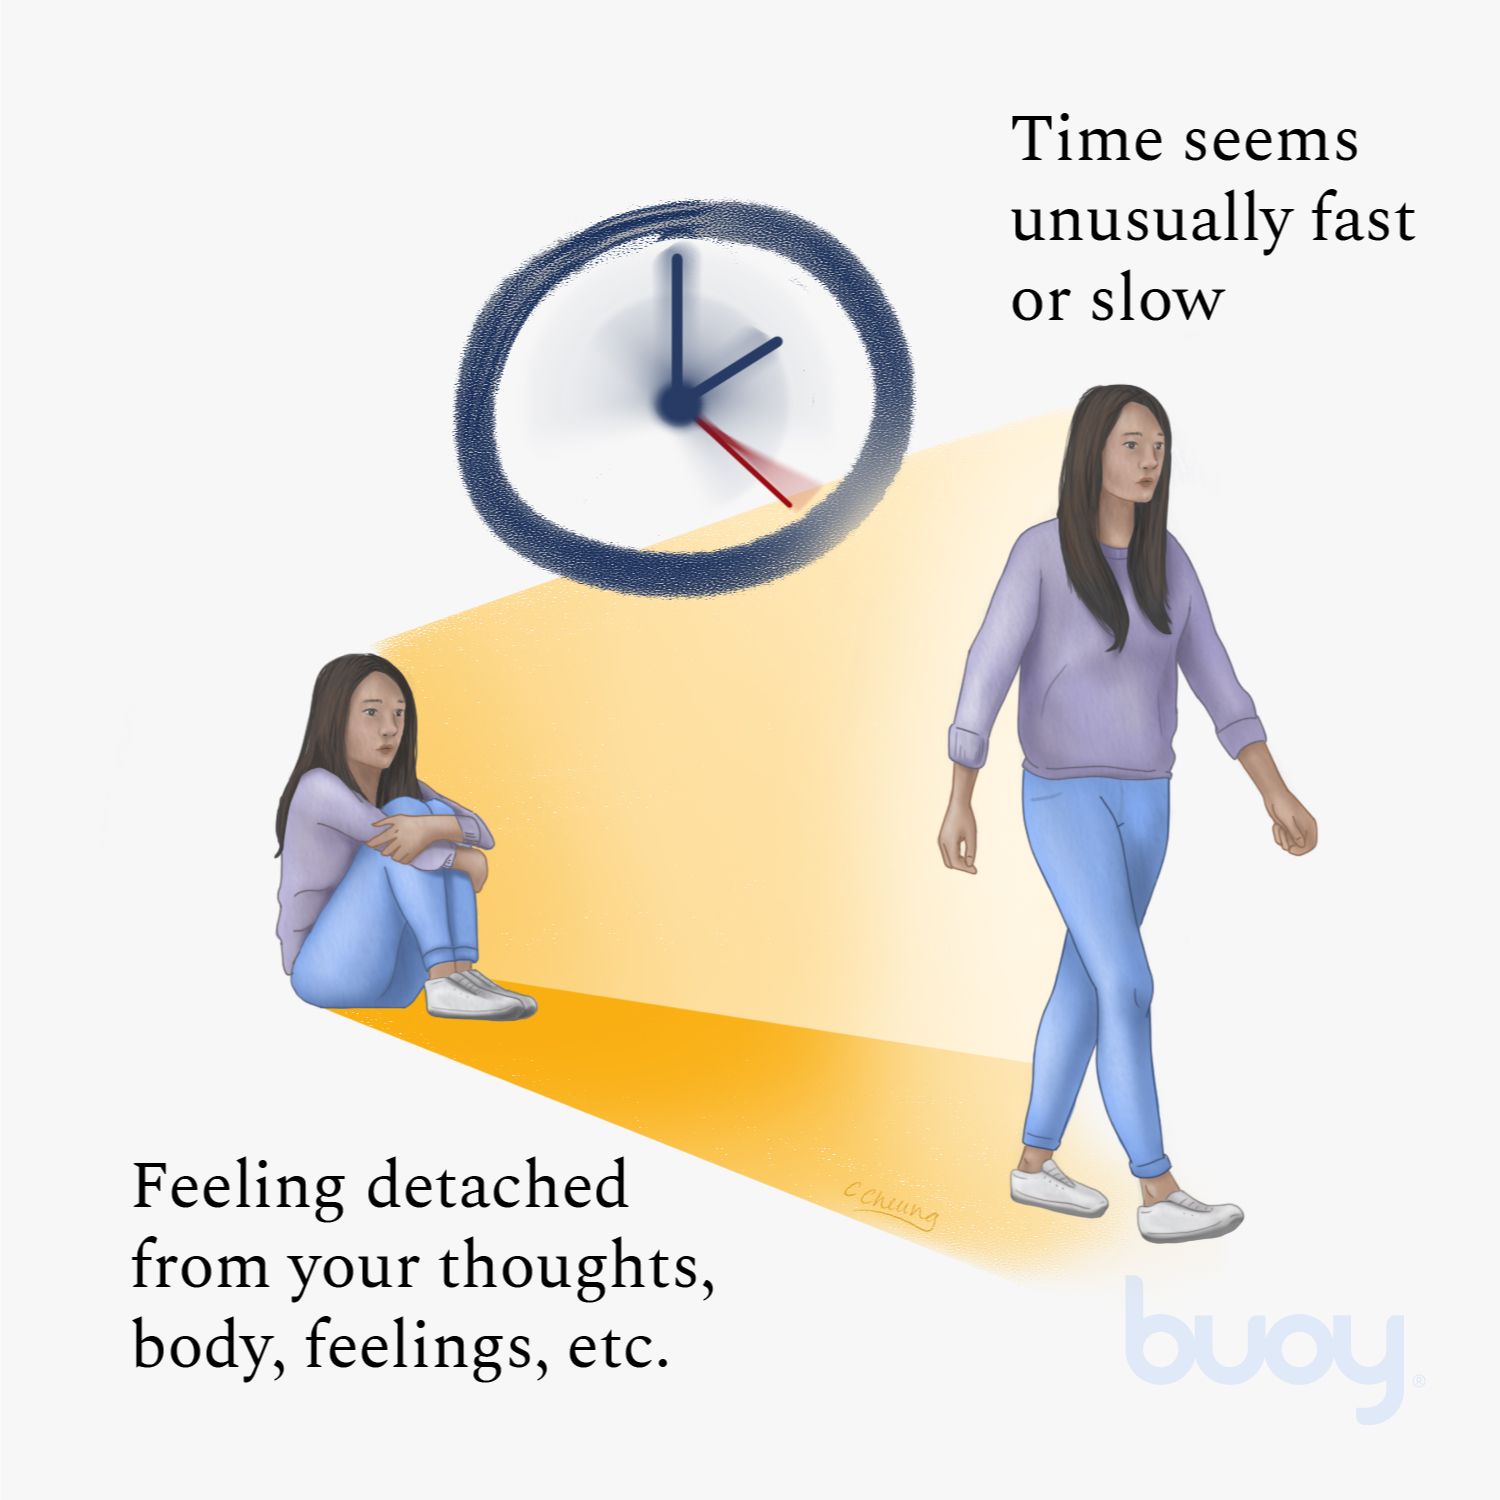 Time seems
unusually fast
or slow
Feeling detached
from your thoughts,
body, feelings, etc.
C Cheung
buoy®